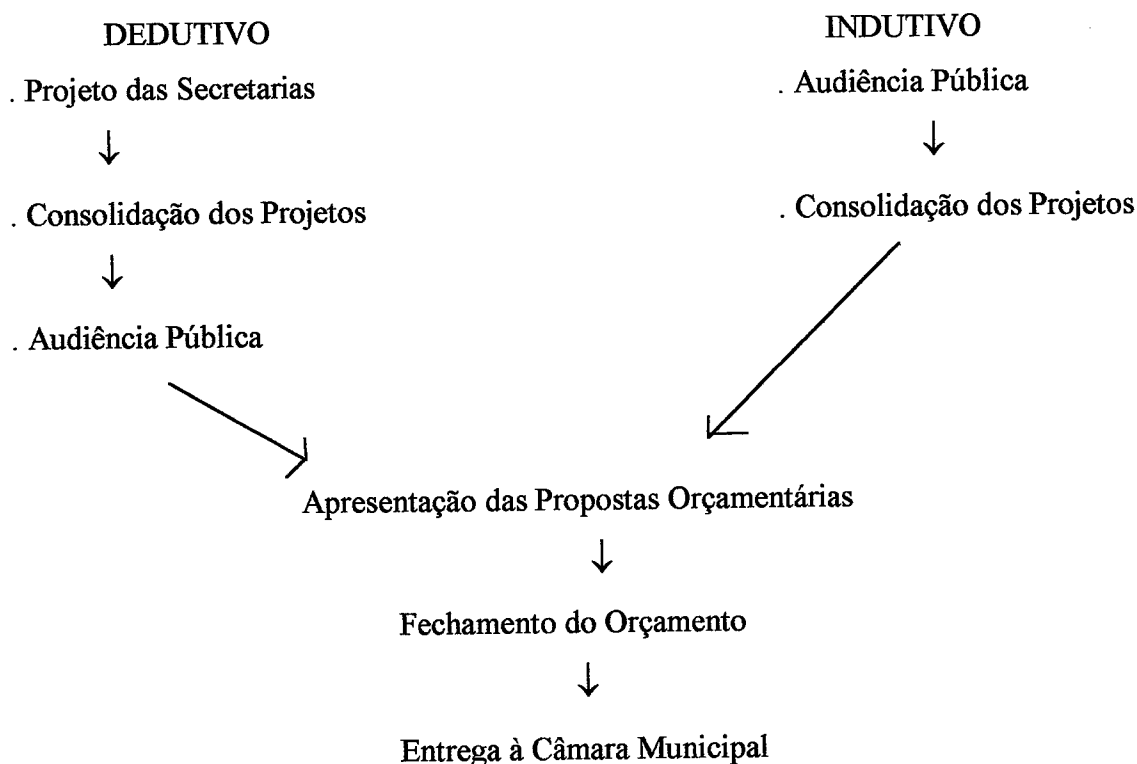 DEDUTIVO
. Projeto das Secretarias
↓
. Consolidação dos Projetos
↓
. Audiência Pública
INDUTIVO
. Audiência Pública
↓
. Consolidação dos Projetos
Apresentação das Propostas Orçamentárias
↓
Fechamento do Orçamento
↓
Entrega à Câmara Municipal